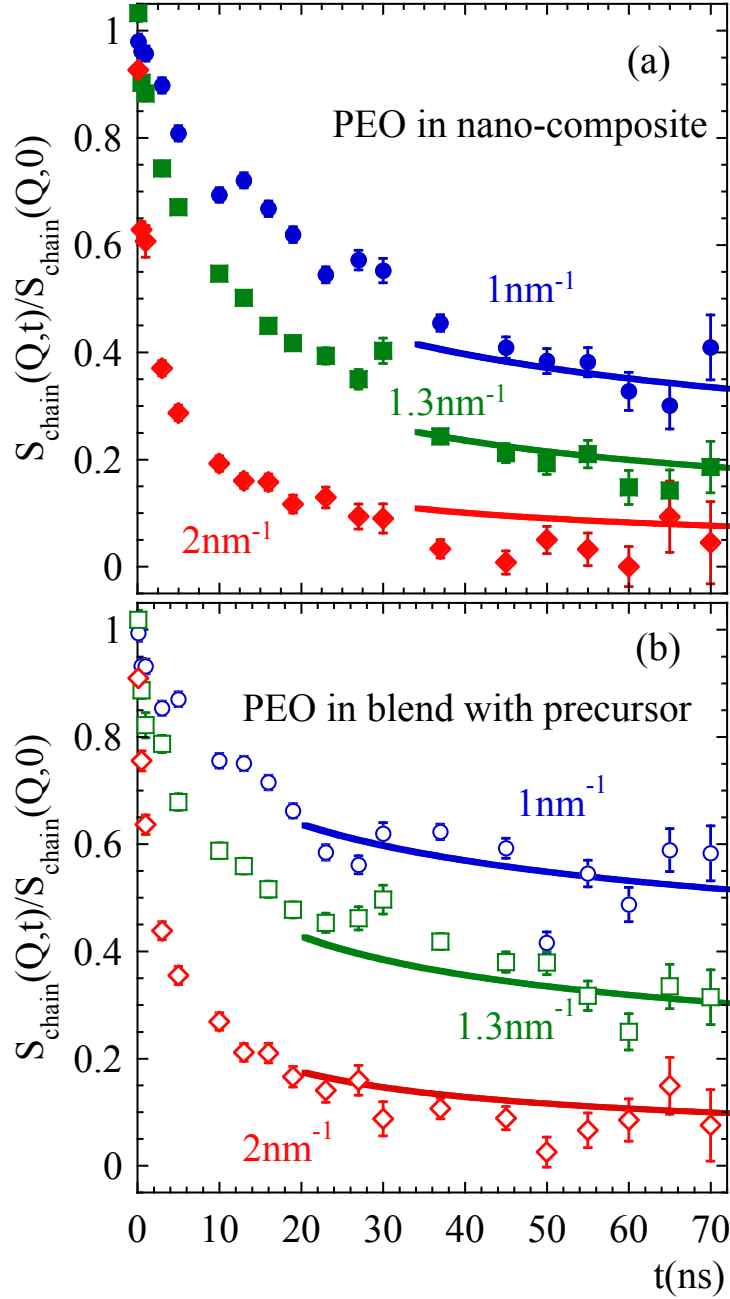 (a)
PEO in nano-composite
1nm⁻¹
1.3nm⁻¹
2nm⁻¹
S_chain(Q,t)/S_chain(Q,0)
1
0.8
0.6
0.4
0.2
0
(b)
PEO in blend with precursor
1nm⁻¹
1.3nm⁻¹
2nm⁻¹
S_chain(Q,t)/S_chain(Q,0)
1
0.8
0.6
0.4
0.2
0
0 10 20 30 40 50 60 70
t(ns)